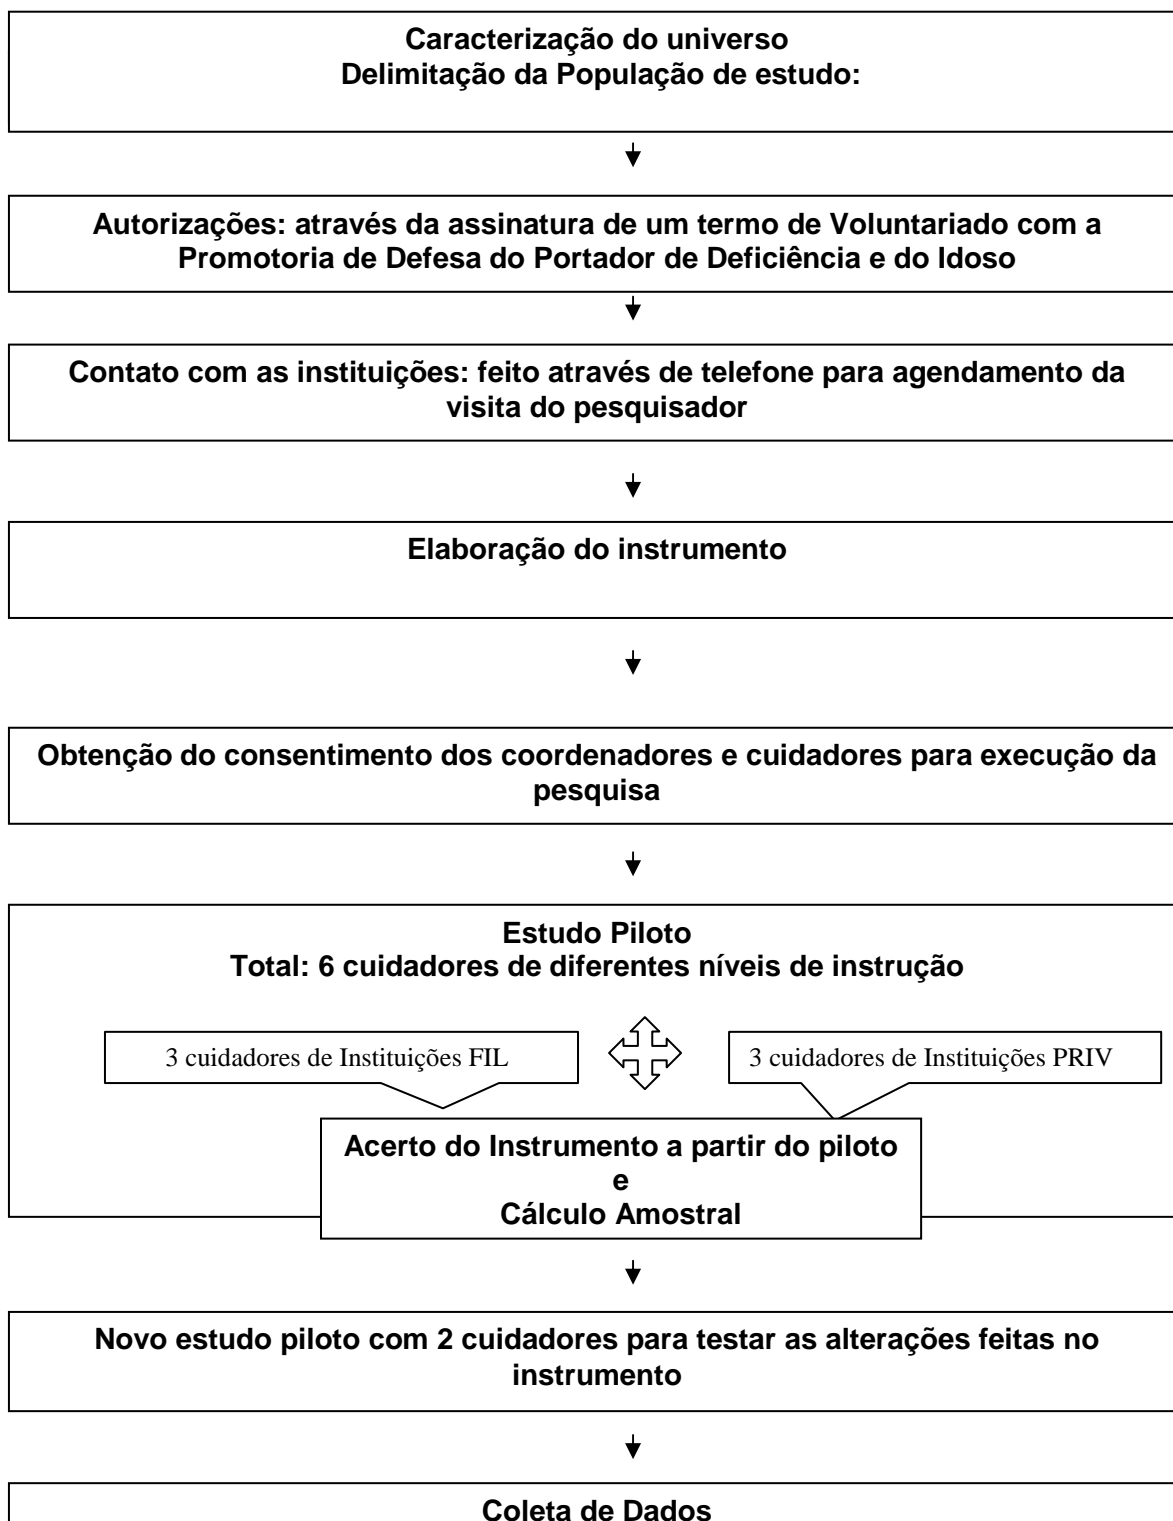 Caracterização do universo
Delimitação da População de estudo:
Autorizações: através da assinatura de um termo de Voluntariado com a
Promotoria de Defesa do Portador de Deficiência e do Idoso
Contato com as instituições: feito através de telefone para agendamento da
visita do pesquisador
Elaboração do instrumento
Obtenção do consentimento dos coordenadores e cuidadores para execução da
pesquisa
Estudo Piloto
Total: 6 cuidadores de diferentes níveis de instrução
3 cuidadores de Instituições FIL
3 cuidadores de Instituições PRIV
Acerto do Instrumento a partir do piloto
e
Cálculo Amostral
Novo estudo piloto com 2 cuidadores para testar as alterações feitas no
instrumento
Coleta de Dados